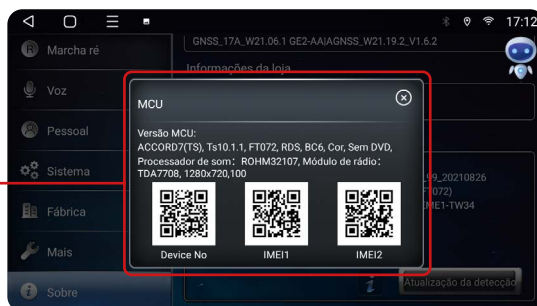 17:12
GNSS_17A_W21.06.1 GE2-AA|AGNSS_W21.19.2_V1.6.2
Marcha ré
Informações da loja
Voz
MCU
Versão MCU:
ACCORD7(TS), Ts10.1.1, FT072, RDS, BC6, Cor, Sem DVD,
Processador de som: ROHM32107, Módulo de rádio:
TDA7708, 1280x720,100
Device No
IMEI1
IMEI2
Pessoal
Sistema
_99_20210826
FT072)
ME1-TW34
Fábrica
Mais
Sobre
Atualização da detecção